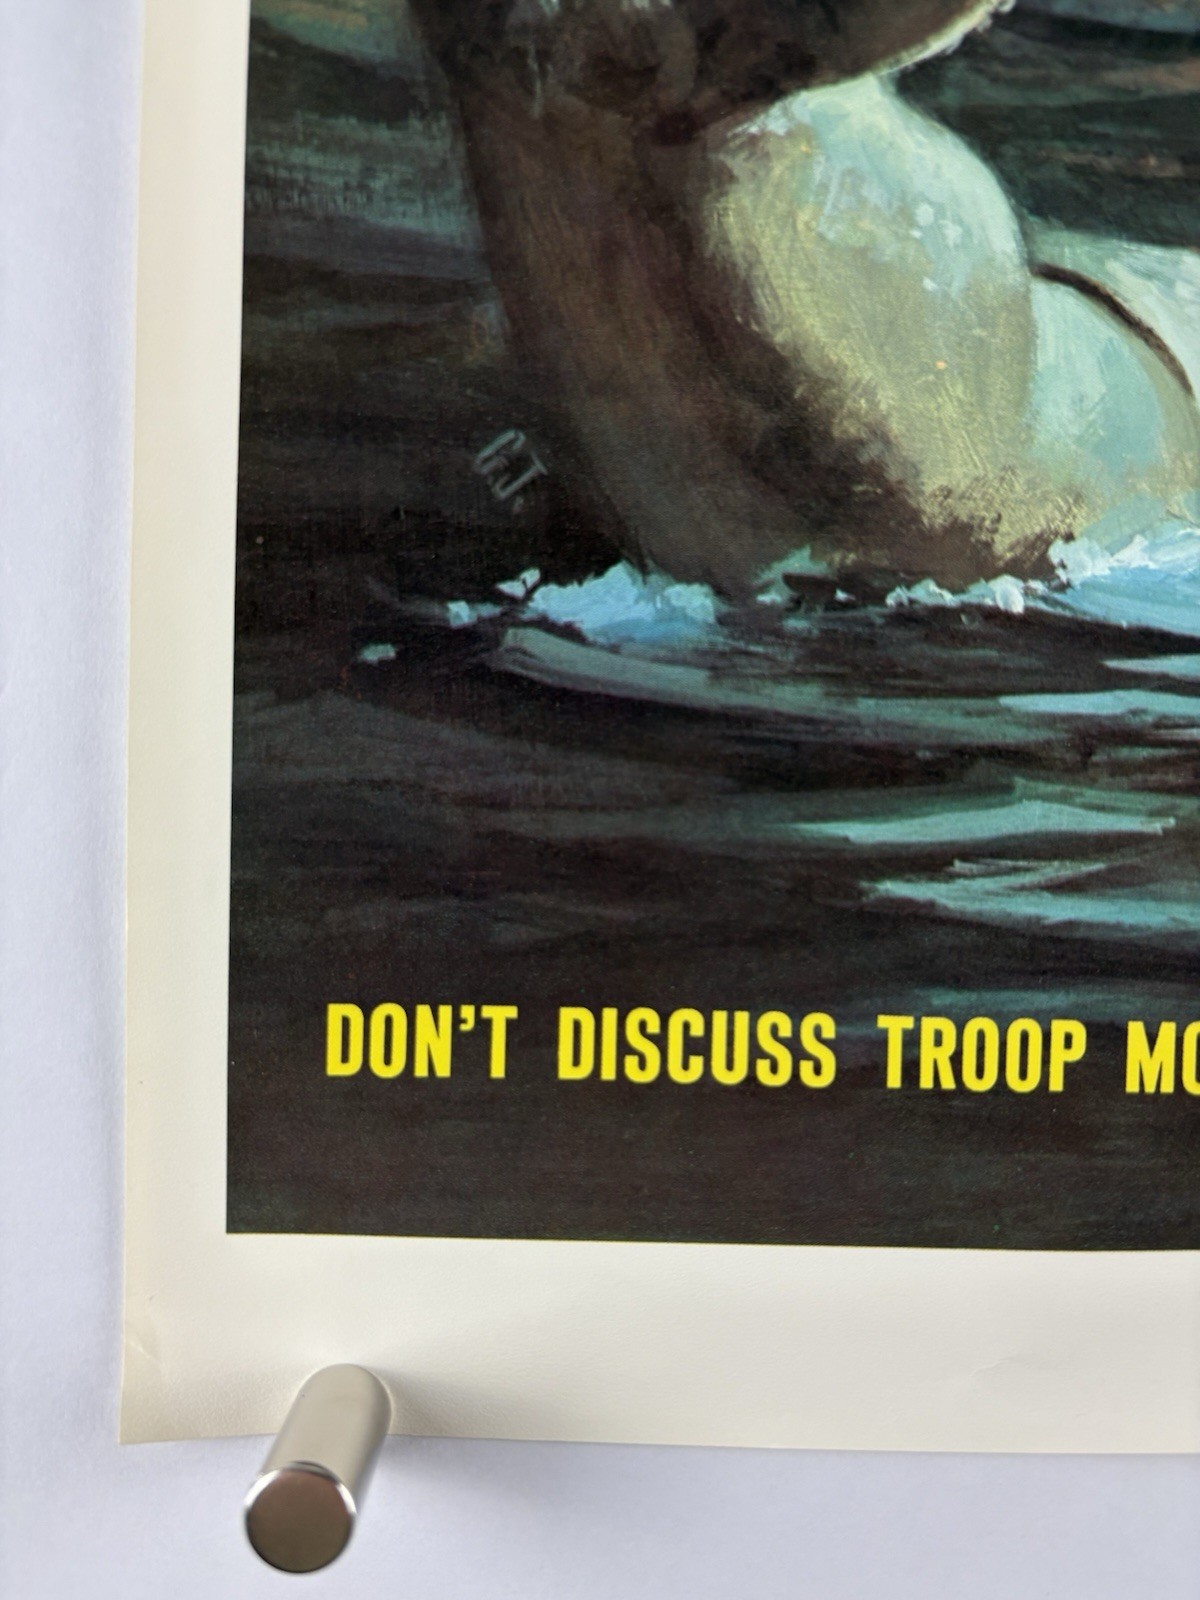 G.J.
DON'T DISCUSS TROOP MO